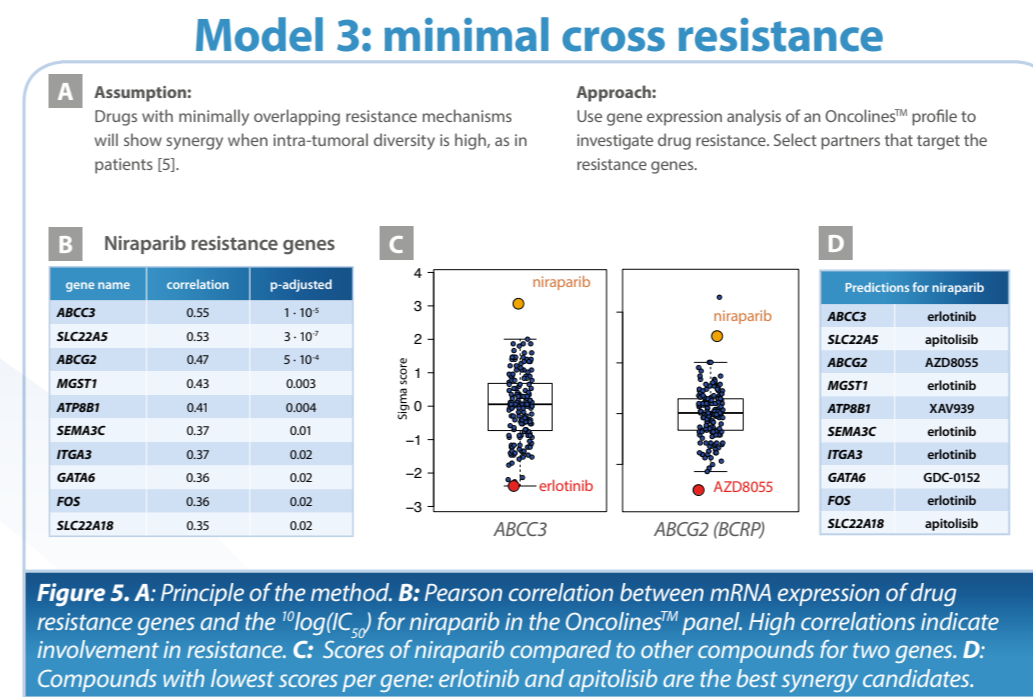 Model 3: minimal cross resistance
A
Assumption:
Drugs with minimally overlapping resistance mechanisms
will show synergy when intra-tumoral diversity is high, as in
patients [5].
Approach:
Use gene expression analysis of an Oncolines™ profile to
investigate drug resistance. Select partners that target the
resistance genes.
B
Niraparib resistance genes
gene name correlation p-adjusted
ABCC3 0.55 1 · 10⁻⁵
SLC22A5 0.53 3 · 10⁻⁷
ABCG2 0.47 5 · 10⁻⁴
MGST1 0.43 0.003
ATP8B1 0.41 0.004
SEMA3C 0.37 0.01
ITGA3 0.37 0.02
GATA6 0.36 0.02
FOS 0.36 0.02
SLC22A18 0.35 0.02
C
Sigma score
4
3
2
1
0
−1
−2
−3
niraparib
erlotinib
ABCC3
niraparib
AZD8055
ABCG2 (BCRP)
D
Predictions for niraparib
ABCC3 erlotinib
SLC22A5 apitolisib
ABCG2 AZD8055
MGST1 erlotinib
ATP8B1 XAV939
SEMA3C erlotinib
ITGA3 erlotinib
GATA6 GDC-0152
FOS erlotinib
SLC22A18 apitolisib
Figure 5. A: Principle of the method. B: Pearson correlation between mRNA expression of drug
resistance genes and the ¹⁰log(IC₅₀) for niraparib in the Oncolines™ panel. High correlations indicate
involvement in resistance. C: Scores of niraparib compared to other compounds for two genes. D:
Compounds with lowest scores per gene: erlotinib and apitolisib are the best synergy candidates.